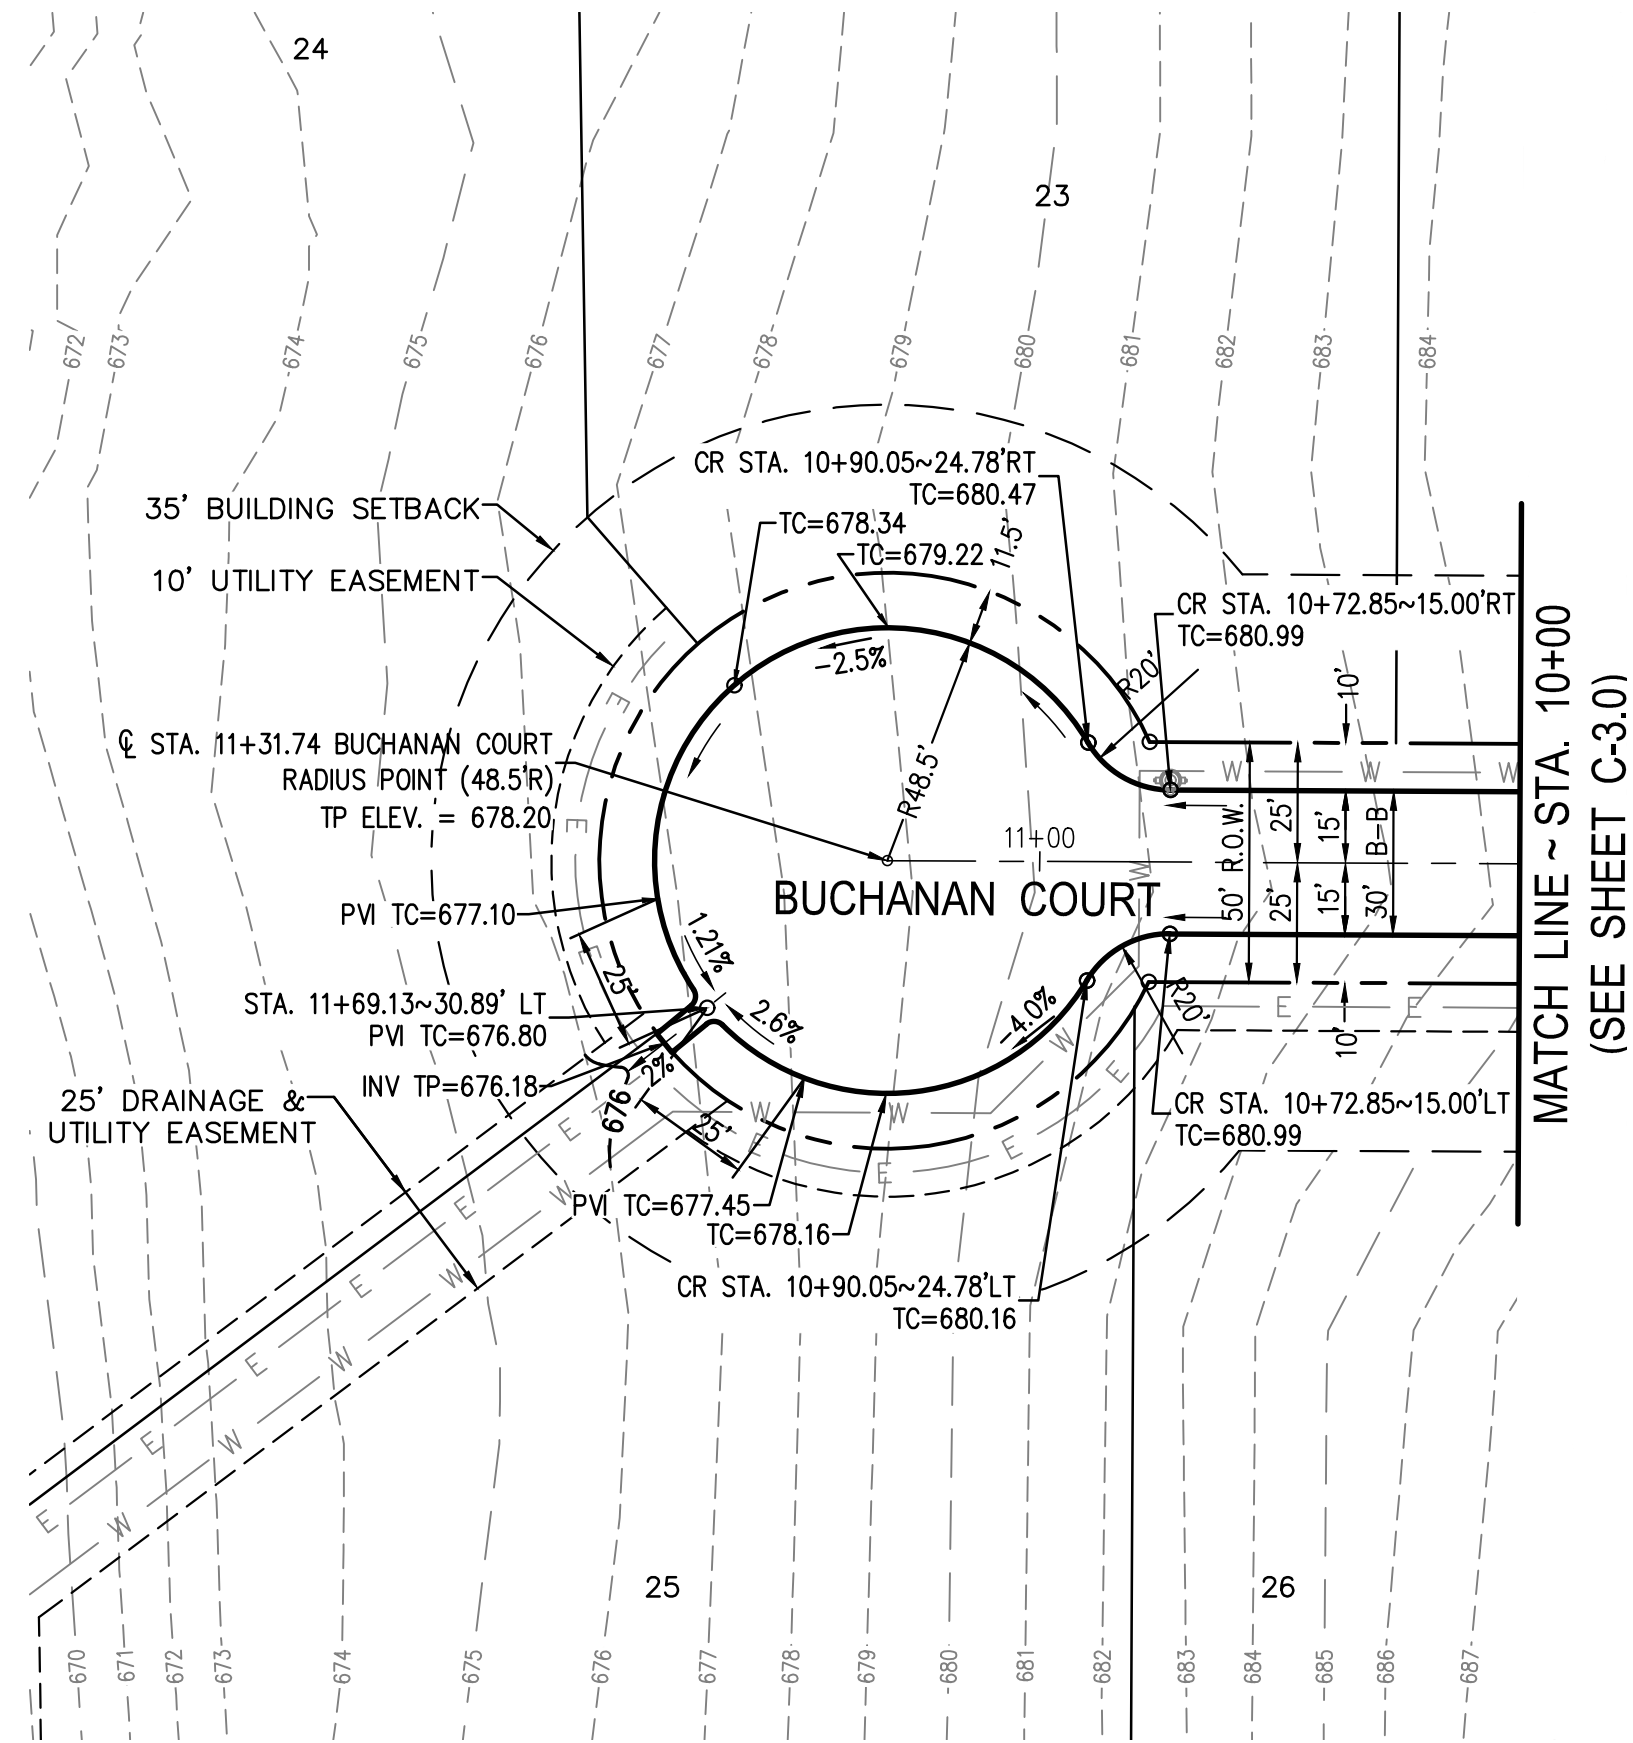 24
23
672
673
674
675
676
677
678
679
680
681
682
683
684
CR STA. 10+90.05~24.78'RT
TC=680.47
35' BUILDING SETBACK
TC=678.34
TC=679.22
11.5'
10' UTILITY EASEMENT
CR STA. 10+72.85~15.00'RT
TC=680.99
-2.5%
R20'
10'
E
℄ STA. 11+31.74 BUCHANAN COURT
RADIUS POINT (48.5'R)
TP ELEV. = 678.20
R48.5'
W
W
W
E
11+00
50' R.O.W.
25'
25'
15'
15'
30' B-B
W
BUCHANAN COURT
PVI TC=677.10
1.21%
E
25'
STA. 11+69.13~30.89' LT
PVI TC=676.80
2.6%
-4.0%
R20'
E
E
10'
W
INV TP=676.18
2%
E
676
25' DRAINAGE &
UTILITY EASEMENT
CR STA. 10+72.85~15.00'LT
TC=680.99
W
W
25'
E
E
E
E
W
PVI TC=677.45
TC=678.16
E
CR STA. 10+90.05~24.78'LT
TC=680.16
W
E
E
W
E
W
E
W
MATCH LINE ~ STA. 10+00
(SEE SHEET C-3.0)
25
26
670
671
672
673
674
675
676
677
678
679
680
681
682
683
684
685
686
687